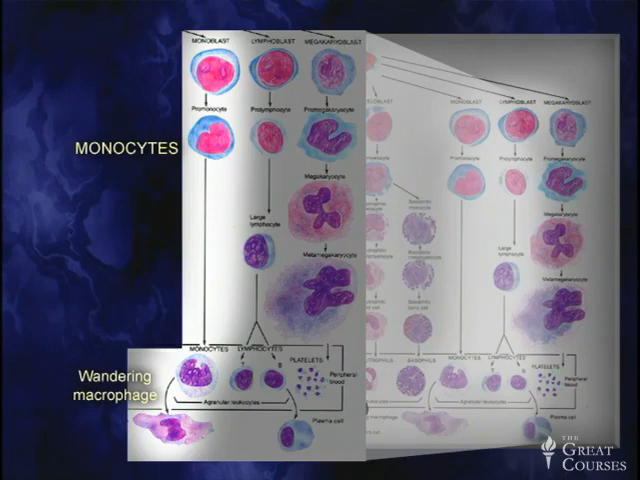 MONOCYTES
Wandering
macrophage
MONOBLAST
LYMPHOBLAST
MEGAKARYOBLAST
Promonocyte
Prolymphocyte
Promegakaryocyte
Megakaryocyte
Large
lymphocyte
Metamegakaryocyte
MONOCYTES
LYMPHOCYTES
T
B
PLATELETS
Peripheral
blood
Agranular leukocytes
Plasma cell
MONOBLAST
LYMPHOBLAST
MEGAKARYOBLAST
Promonocyte
Prolymphocyte
Promegakaryocyte
Megakaryocyte
Large
lymphocyte
Metamegakaryocyte
BASOPHILS
MONOCYTES
LYMPHOCYTES
PLATELETS
Peripheral
blood
Agranular leukocytes
Plasma cell
THE
GREAT
COURSES